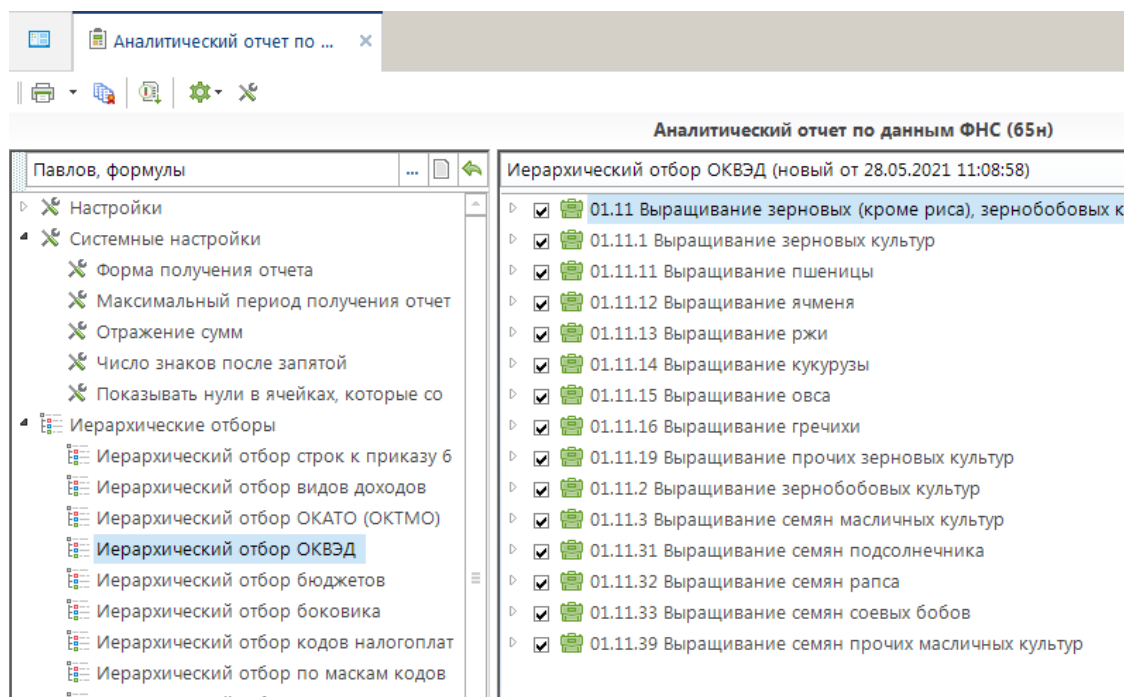 Аналитический отчет по ...
Аналитический отчет по данным ФНС (65н)
Павлов, формулы
...
Настройки
Системные настройки
Форма получения отчета
Максимальный период получения отчет
Отражение сумм
Число знаков после запятой
Показывать нули в ячейках, которые со
Иерархические отборы
Иерархический отбор строк к приказу 6
Иерархический отбор видов доходов
Иерархический отбор ОКАТО (ОКТМО)
Иерархический отбор ОКВЭД
Иерархический отбор бюджетов
Иерархический отбор боковика
Иерархический отбор кодов налогоплат
Иерархический отбор по маскам кодов
Иерархический отбор ОКВЭД (новый от 28.05.2021 11:08:58)
01.11 Выращивание зерновых (кроме риса), зернобобовых к
01.11.1 Выращивание зерновых культур
01.11.11 Выращивание пшеницы
01.11.12 Выращивание ячменя
01.11.13 Выращивание ржи
01.11.14 Выращивание кукурузы
01.11.15 Выращивание овса
01.11.16 Выращивание гречихи
01.11.19 Выращивание прочих зерновых культур
01.11.2 Выращивание зернобобовых культур
01.11.3 Выращивание семян масличных культур
01.11.31 Выращивание семян подсолнечника
01.11.32 Выращивание семян рапса
01.11.33 Выращивание семян соевых бобов
01.11.39 Выращивание семян прочих масличных культур